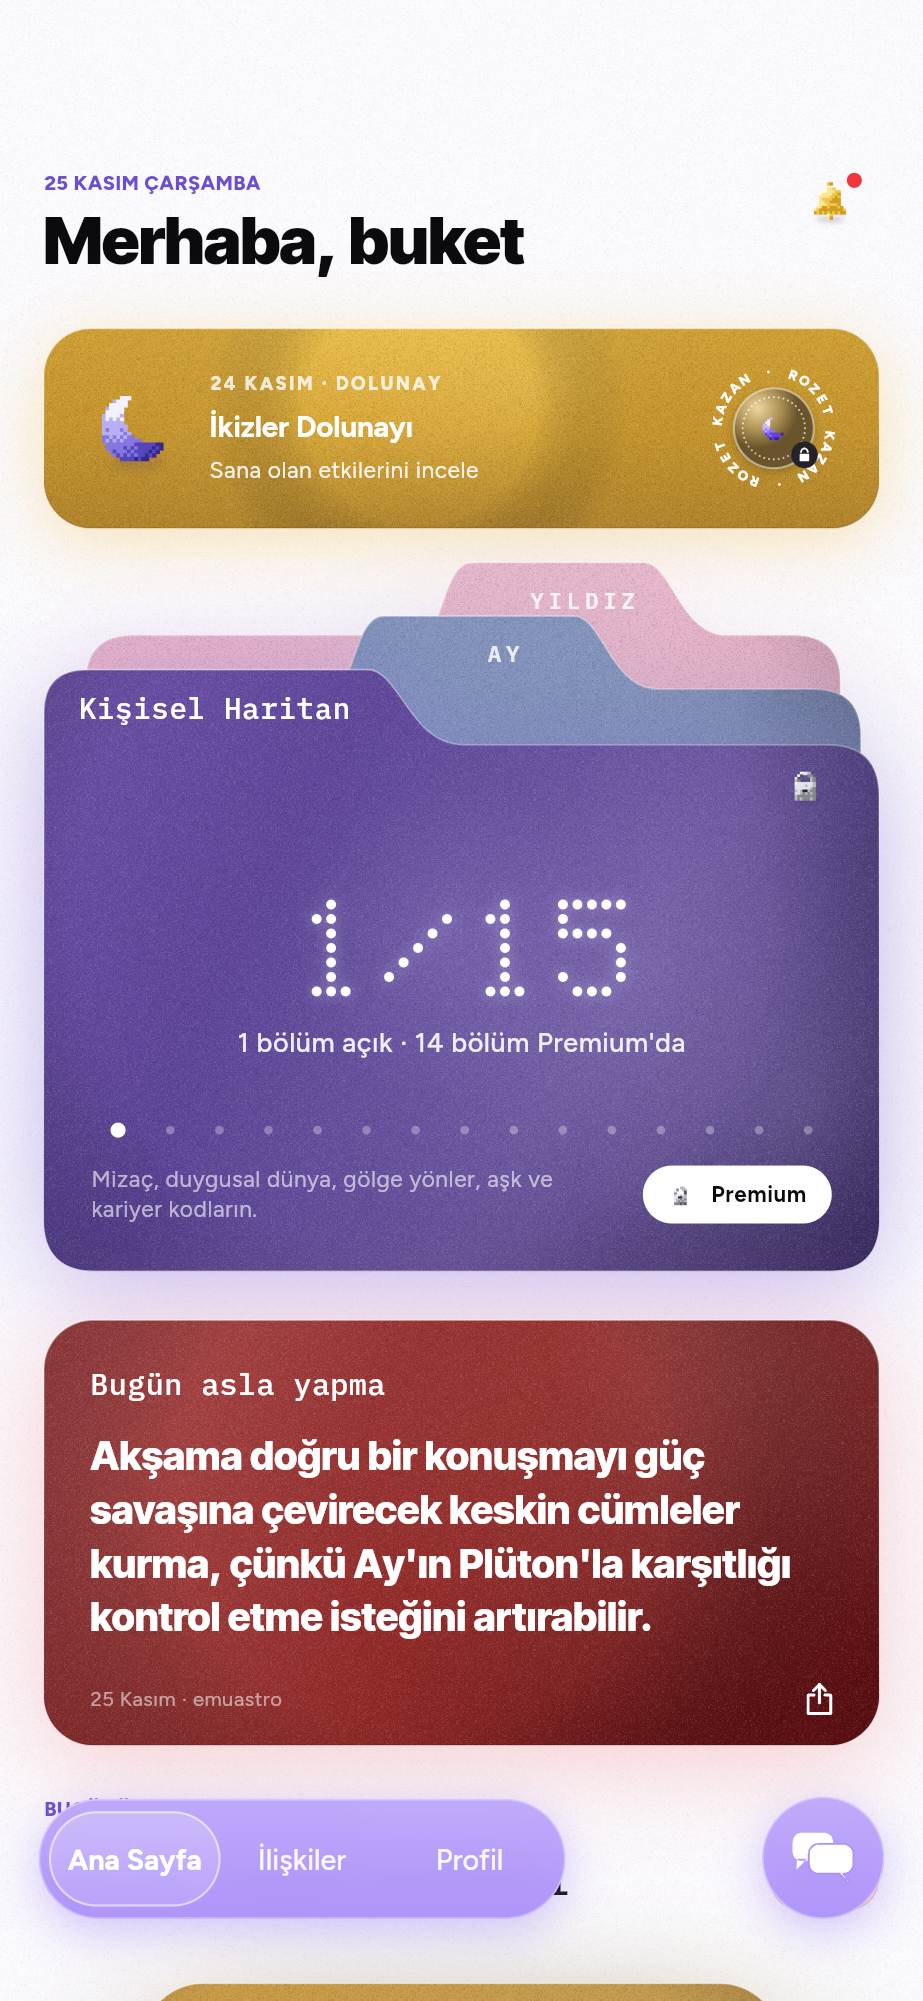 25 KASIM ÇARŞAMBA
Merhaba, buket
24 KASIM · DOLUNAY
İkizler Dolunayı
Sana olan etkilerini incele
ROZET KAZAN · ROZET KAZAN ·
YILDIZ
AY
Kişisel Haritan
1/15
1 bölüm açık · 14 bölüm Premium'da
Mizaç, duygusal dünya, gölge yönler, aşk ve
kariyer kodların.
Premium
Bugün asla yapma
Akşama doğru bir konuşmayı güç
savaşına çevirecek keskin cümleler
kurma, çünkü Ay'ın Plüton'la karşıtlığı
kontrol etme isteğini artırabilir.
25 Kasım · emuastro
Ana Sayfa
İlişkiler
Profil